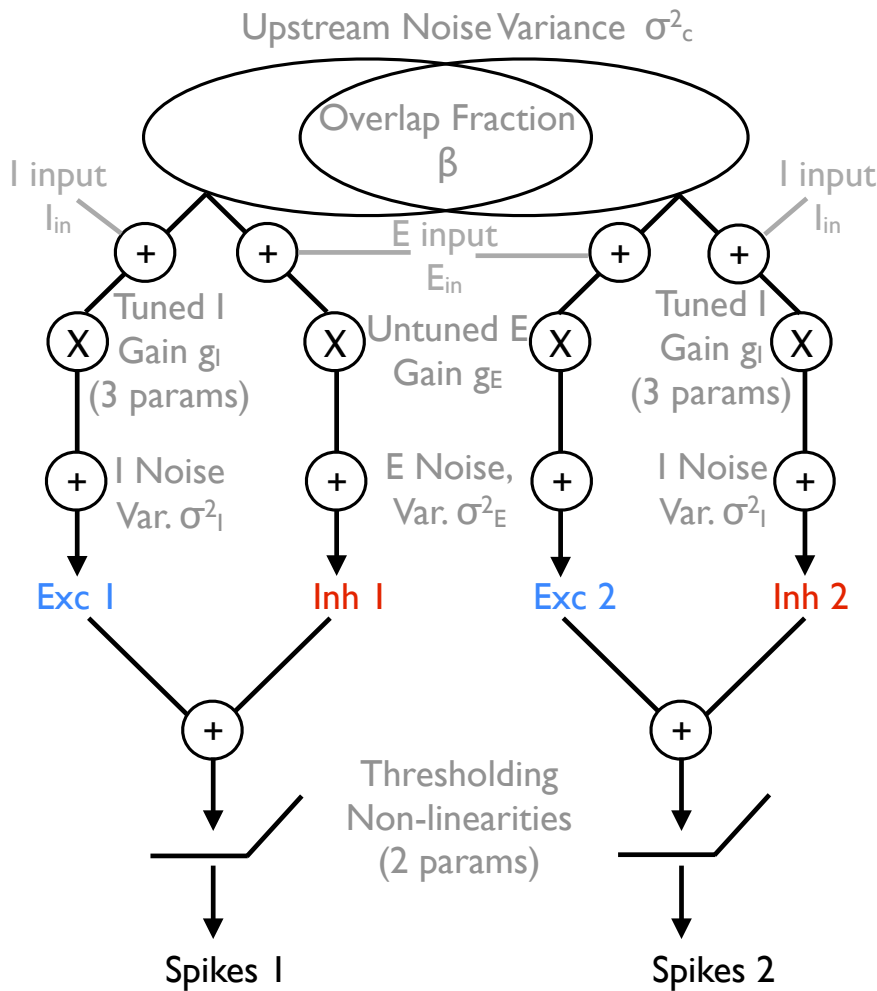 Upstream Noise Variance σ²c
Overlap Fraction
β
I input
Iin
I input
Iin
E input
Ein
+
+
+
+
Tuned I
Gain gI
(3 params)
Untuned E
Gain gE
Tuned I
Gain gI
(3 params)
X
X
X
X
I Noise
Var. σ²I
E Noise,
Var. σ²E
I Noise
Var. σ²I
+
+
+
+
Exc 1
Inh 1
Exc 2
Inh 2
+
+
Thresholding
Non-linearities
(2 params)
Spikes 1
Spikes 2